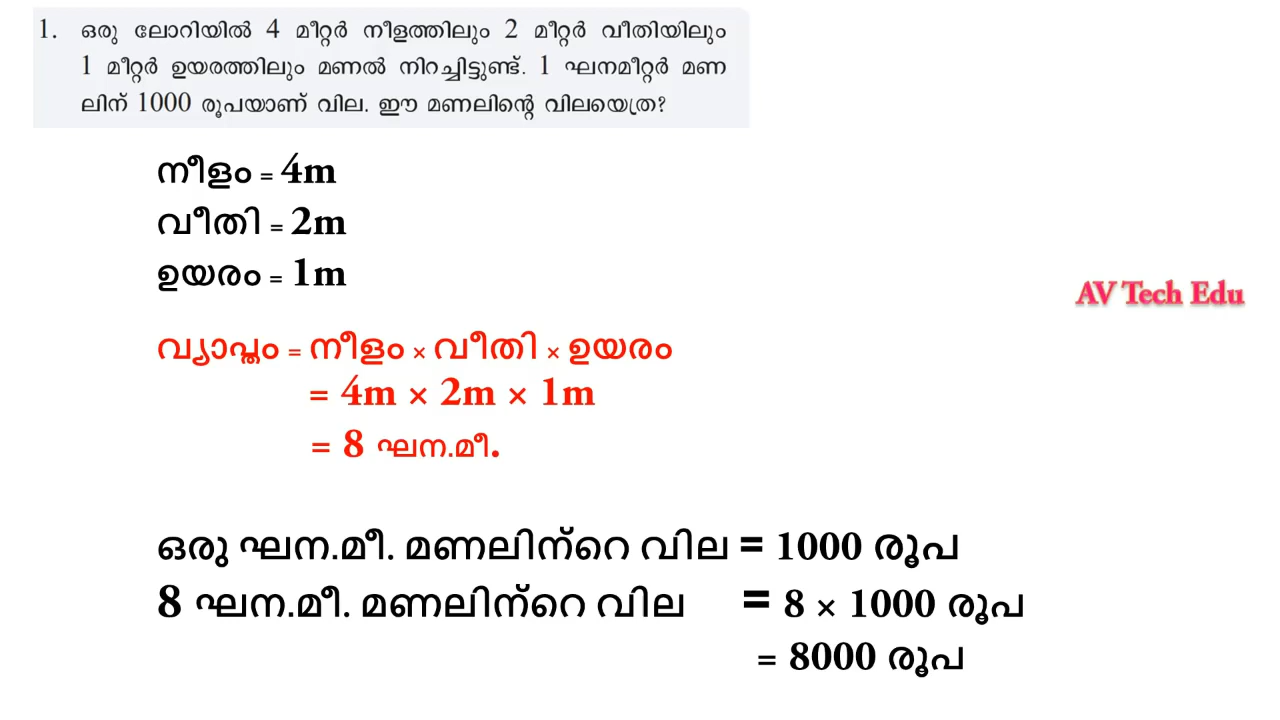 1. ഒരു ലോറിയിൽ 4 മീറ്റർ നീളത്തിലും 2 മീറ്റർ വീതിയിലും
1 മീറ്റർ ഉയരത്തിലും മണൽ നിറച്ചിട്ടുണ്ട്. 1 ഘനമീറ്റർ മണ
ലിന് 1000 രൂപയാണ് വില. ഈ മണലിന്റെ വിലയെത്ര?
നീളം = 4m
വീതി = 2m
ഉയരം = 1m
AV Tech Edu
വ്യാപ്തം = നീളം × വീതി × ഉയരം
= 4m × 2m × 1m
= 8 ഘന.മീ.
ഒരു ഘന.മീ. മണലിന്റെ വില = 1000 രൂപ
8 ഘന.മീ. മണലിന്റെ വില = 8 × 1000 രൂപ
= 8000 രൂപ